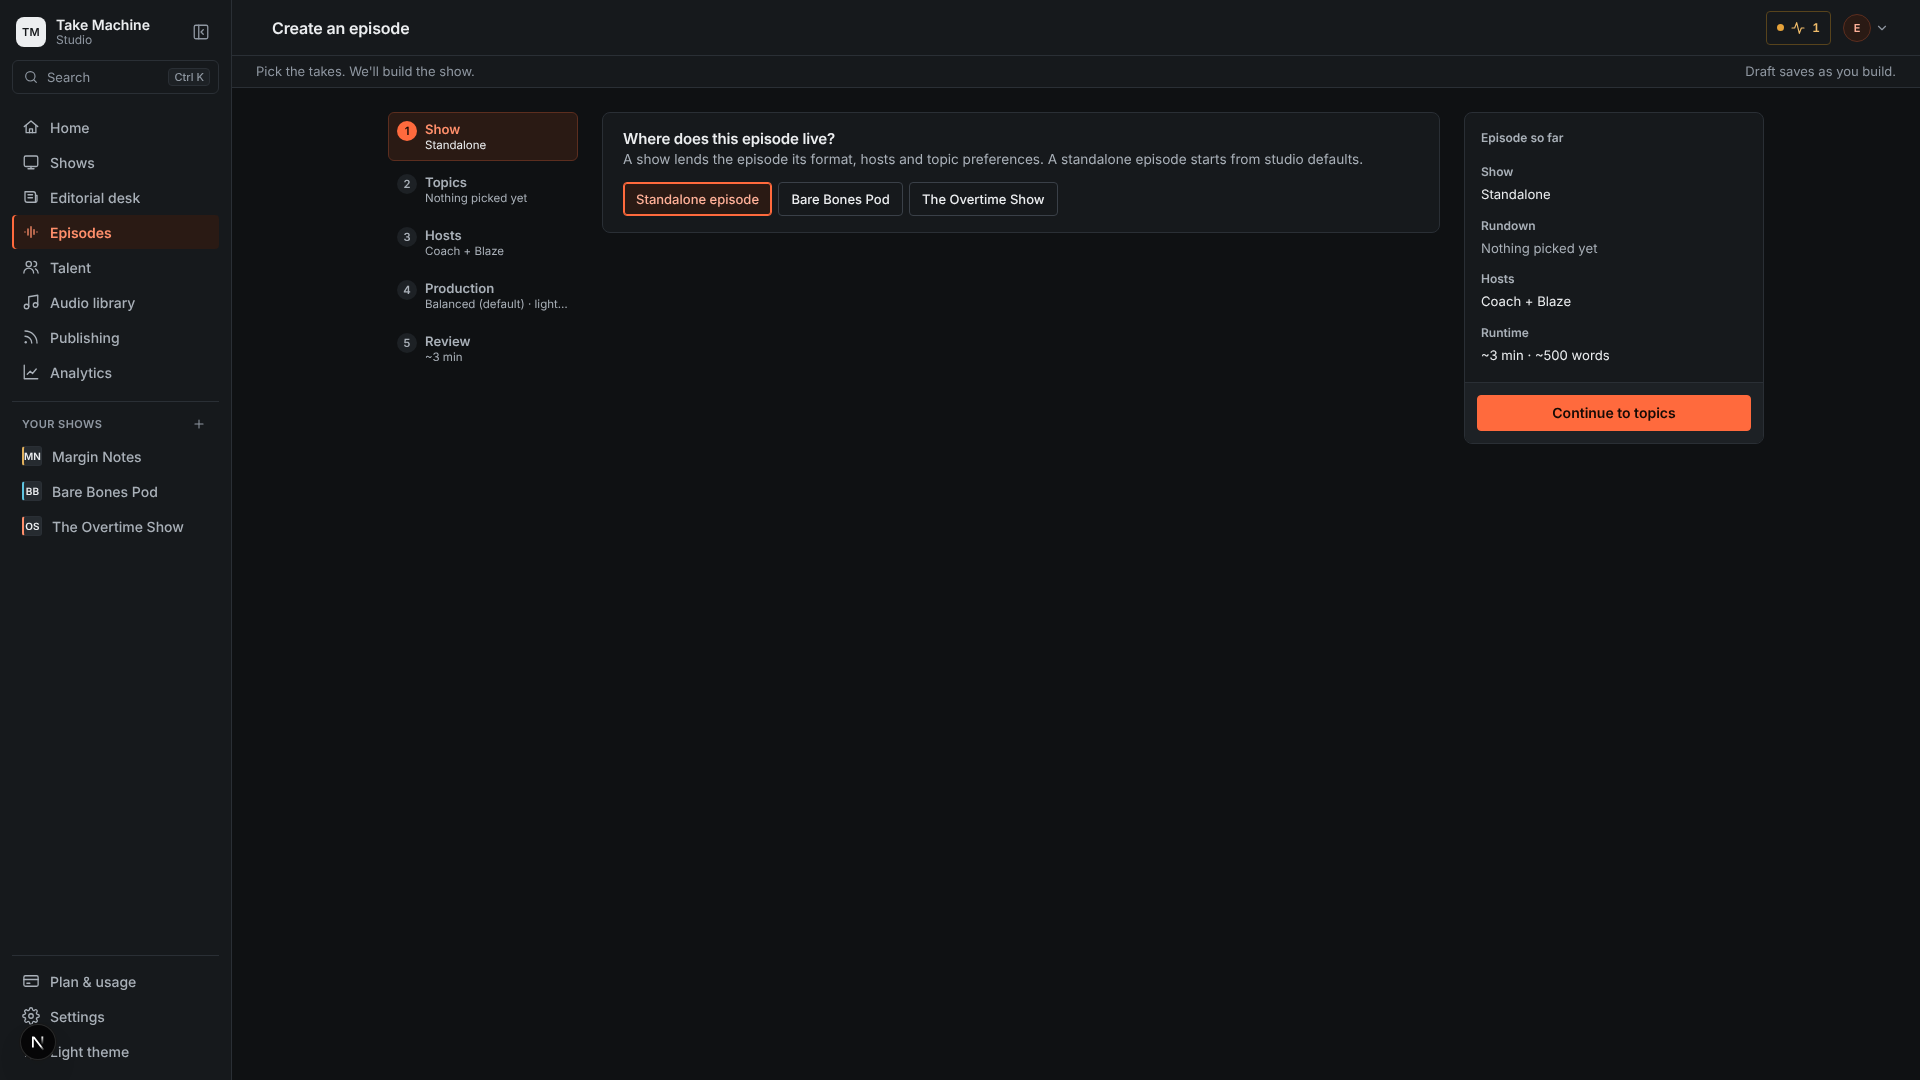 TM
Take Machine
Studio
Search
Ctrl K
Home
Shows
Editorial desk
Episodes
Talent
Audio library
Publishing
Analytics
YOUR SHOWS
MN
Margin Notes
BB
Bare Bones Pod
OS
The Overtime Show
Plan & usage
Settings
N
Light theme
Create an episode
1
E
Pick the takes. We'll build the show.
Draft saves as you build.
1
Show
Standalone
2
Topics
Nothing picked yet
3
Hosts
Coach + Blaze
4
Production
Balanced (default) · light...
5
Review
~3 min
Where does this episode live?
A show lends the episode its format, hosts and topic preferences. A standalone episode starts from studio defaults.
Standalone episode
Bare Bones Pod
The Overtime Show
Episode so far
Show
Standalone
Rundown
Nothing picked yet
Hosts
Coach + Blaze
Runtime
~3 min · ~500 words
Continue to topics